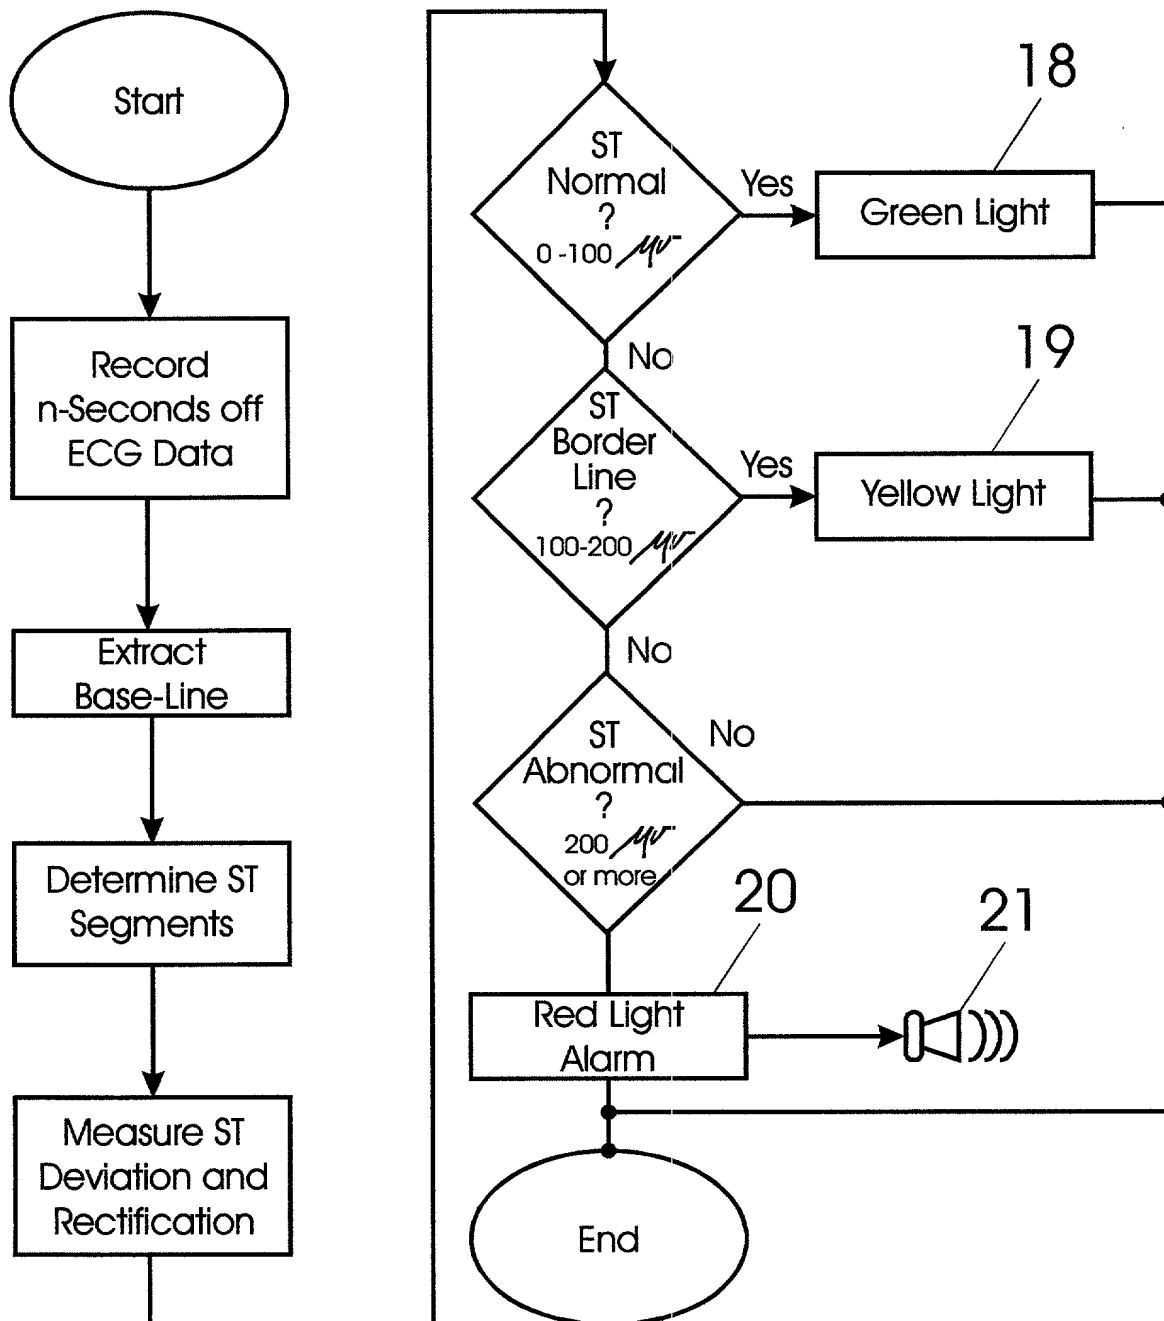 Start
Record
n-Seconds off
ECG Data
Extract
Base-Line
Determine ST
Segments
Measure ST
Deviation and
Rectification
ST
Normal
?
0 -100 μv
Yes
18
Green Light
No
ST
Border
Line
?
100-200 μv
Yes
19
Yellow Light
No
ST
Abnormal
?
200 μv
or more
No
20
Red Light
Alarm
21
End